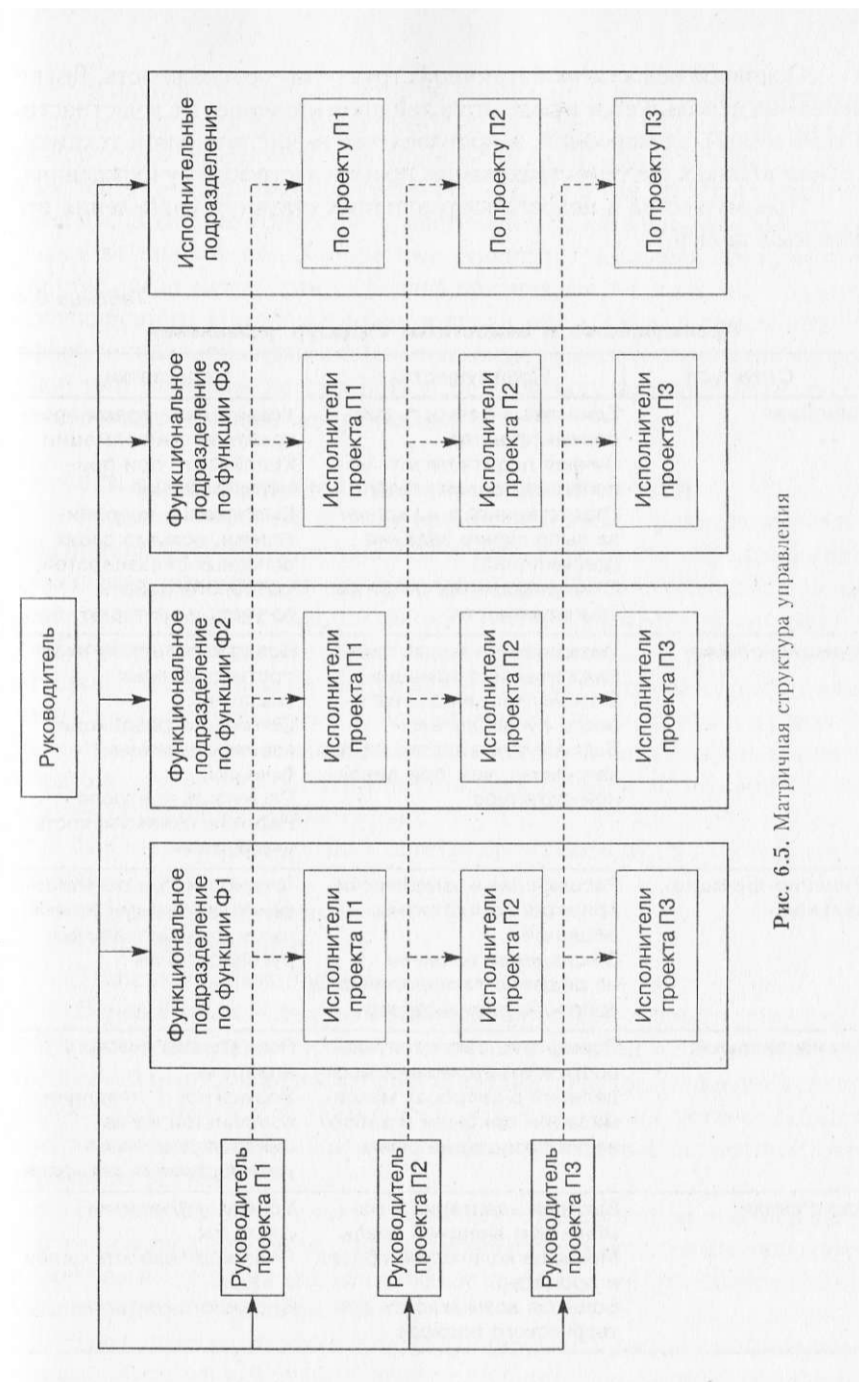 Руководитель
Функциональное
подразделение
по функции Ф1
Функциональное
подразделение
по функции Ф2
Функциональное
подразделение
по функции Ф3
Исполнительные
подразделения
Руководитель
проекта П1
Исполнители
проекта П1
Исполнители
проекта П1
Исполнители
проекта П1
По проекту П1
Руководитель
проекта П2
Исполнители
проекта П2
Исполнители
проекта П2
Исполнители
проекта П2
По проекту П2
Руководитель
проекта П3
Исполнители
проекта П3
Исполнители
проекта П3
Исполнители
проекта П3
По проекту П3
Рис. 6.5. Матричная структура управления